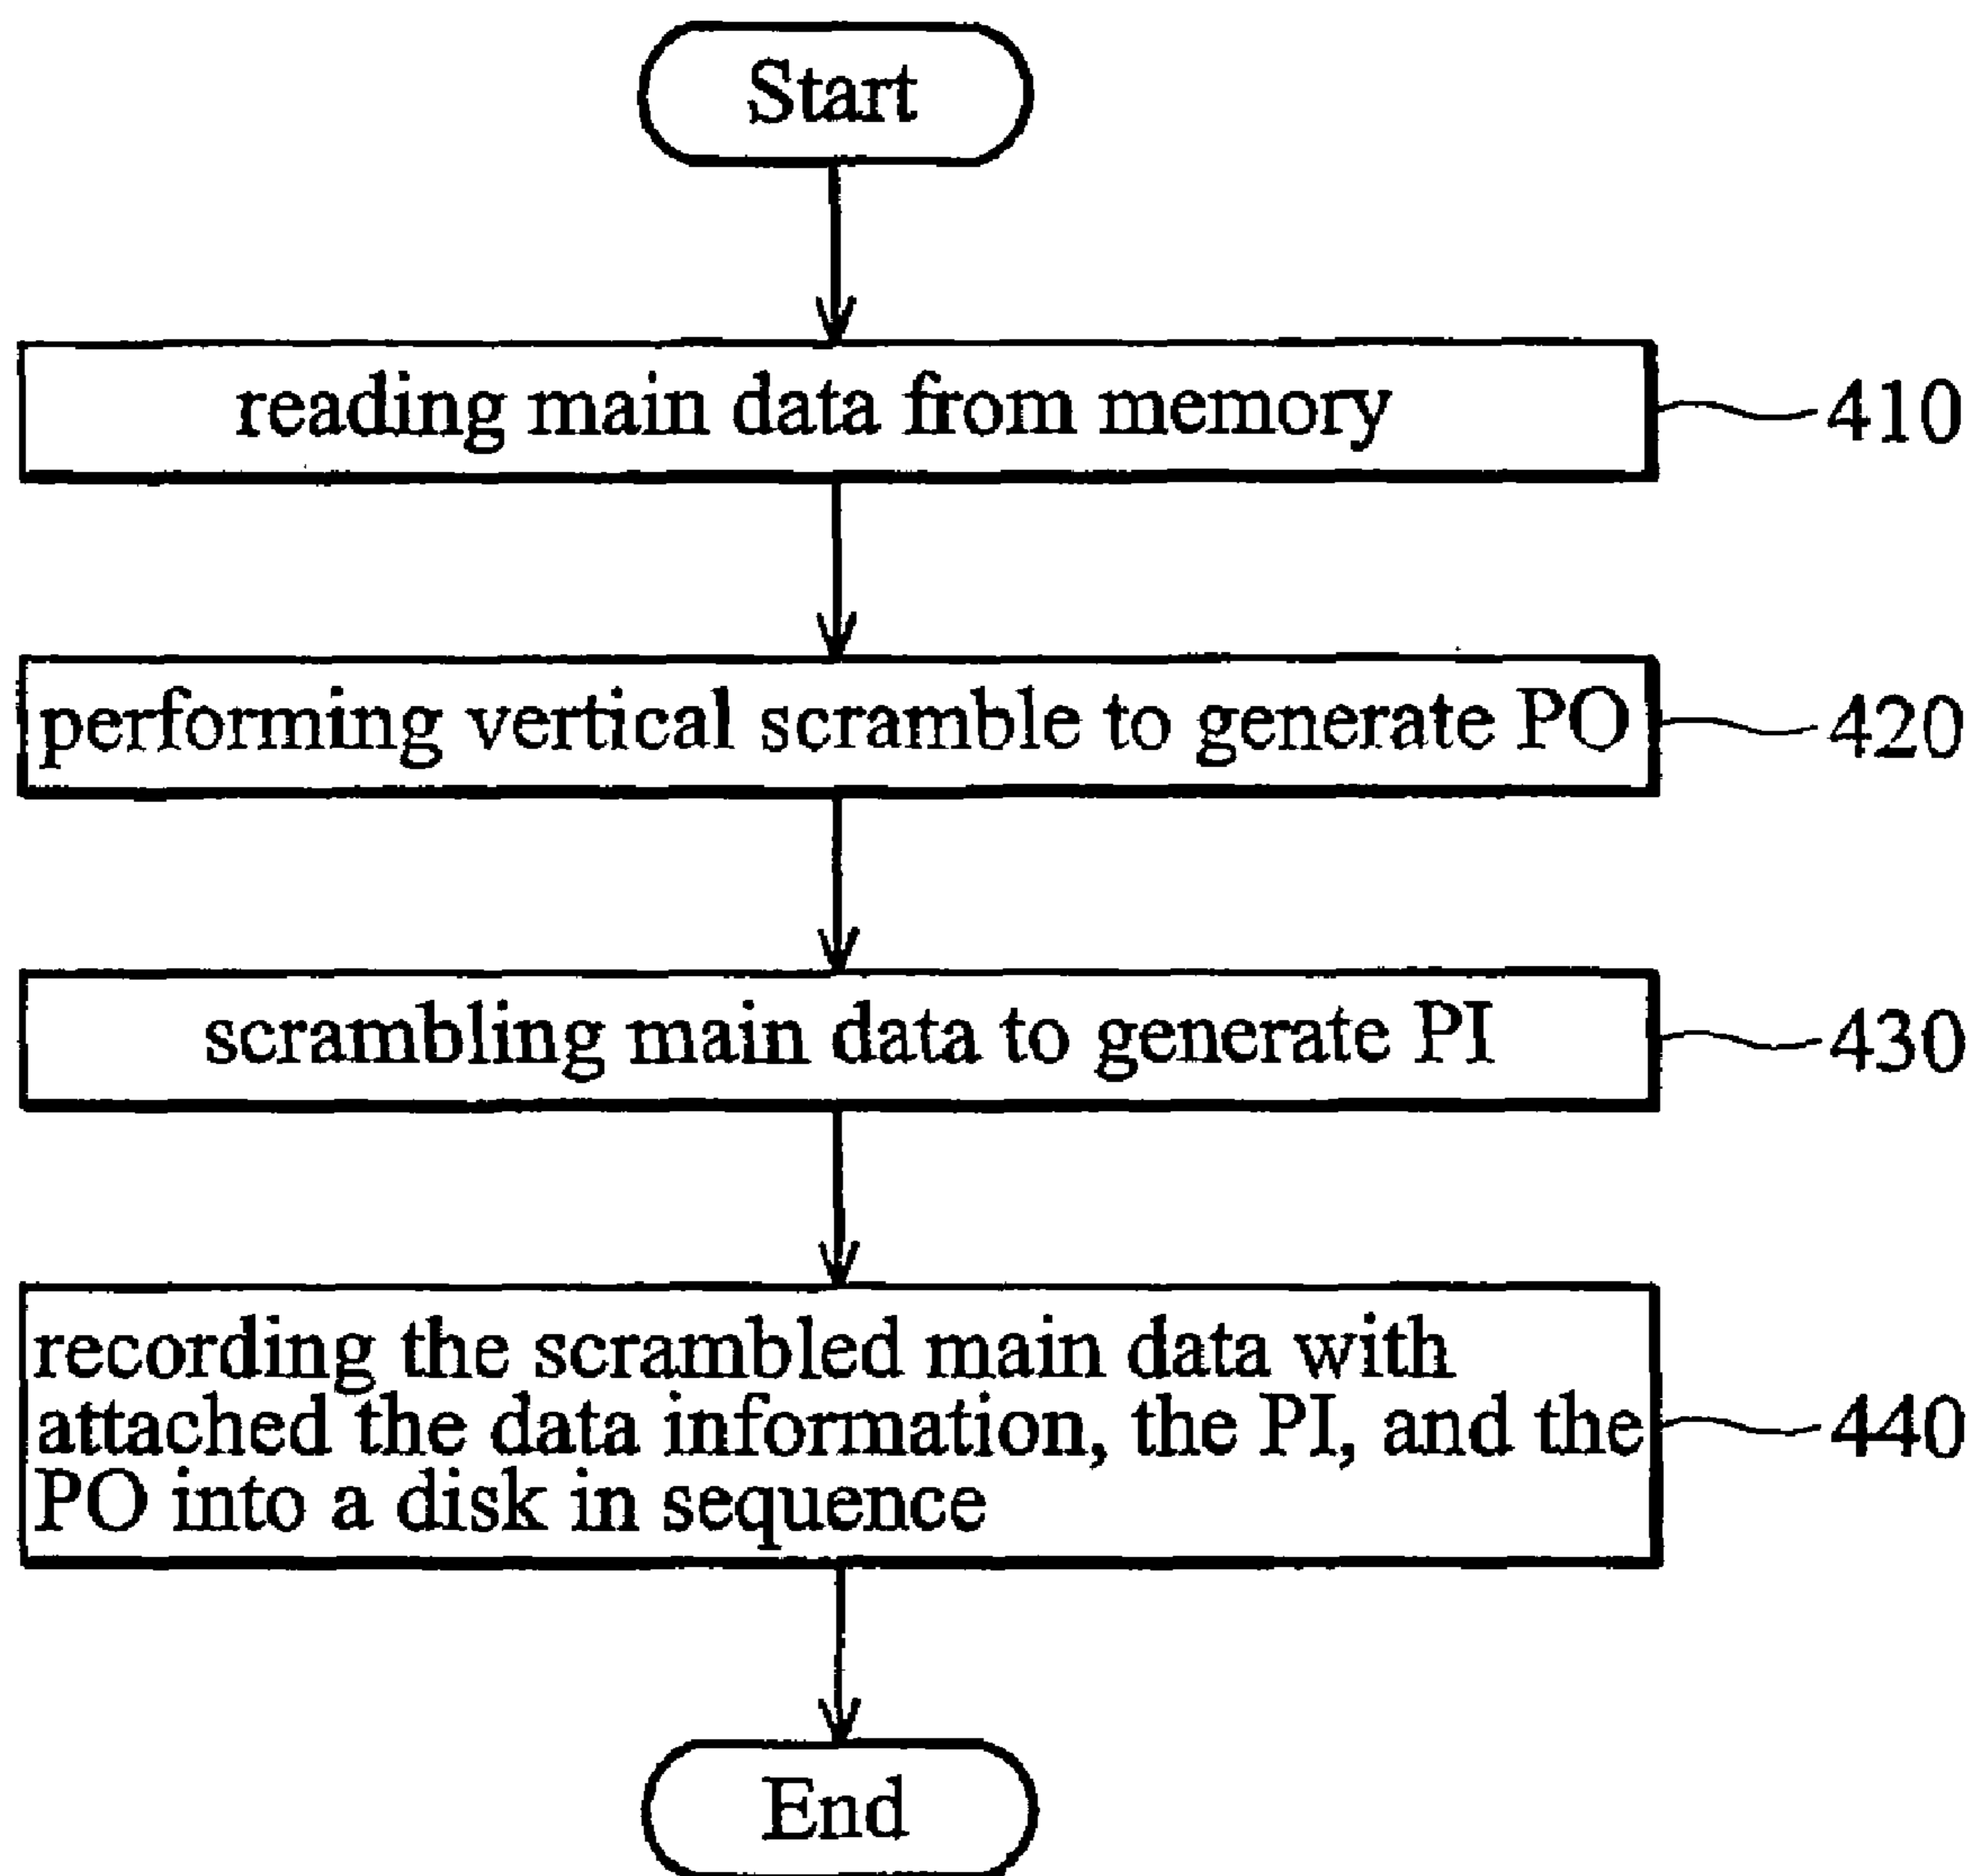 Start
reading main data from memory
410
performing vertical scramble to generate PO
420
scrambling main data to generate PI
430
recording the scrambled main data with
attached the data information, the PI, and the
PO into a disk in sequence
440
End